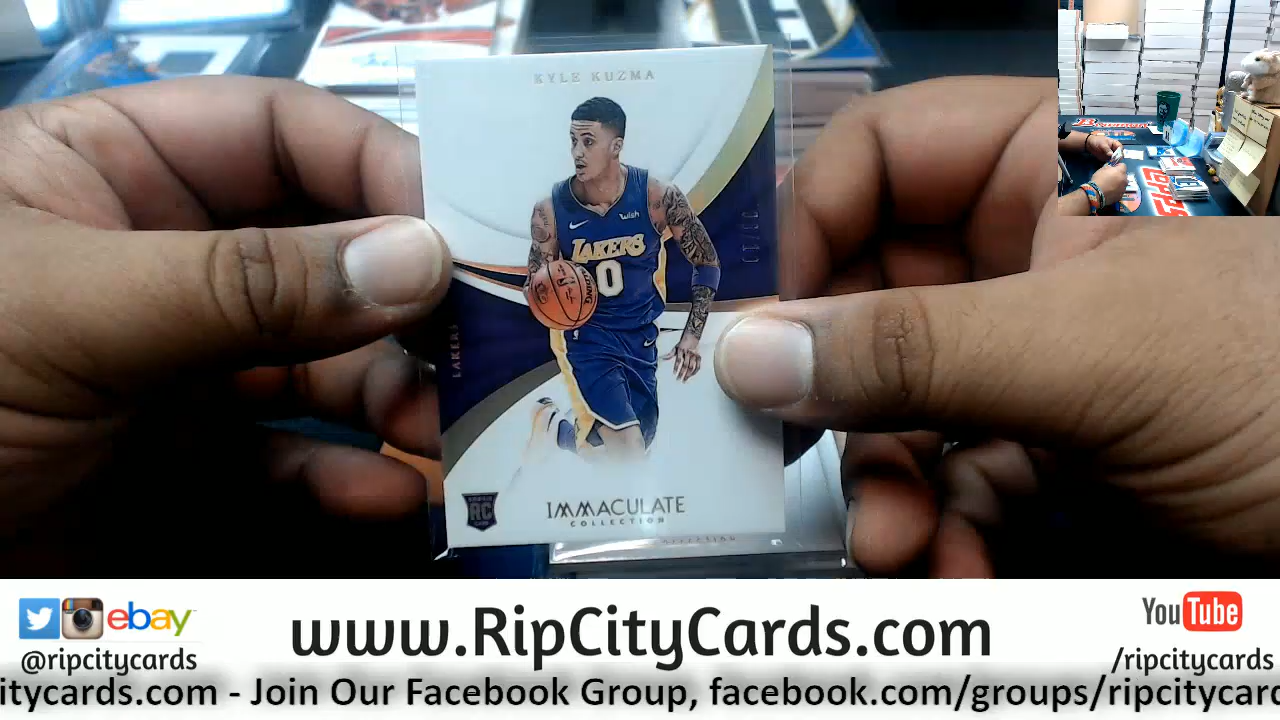 KYLE KUZMA
wish
LAKERS
0
LAKERS
RC
IMMACULATE
COLLECTION
TOPPS
ebay
@ripcitycards
www.RipCityCards.com
YouTube
/ripcitycards
itycards.com - Join Our Facebook Group, facebook.com/groups/ripcitycard